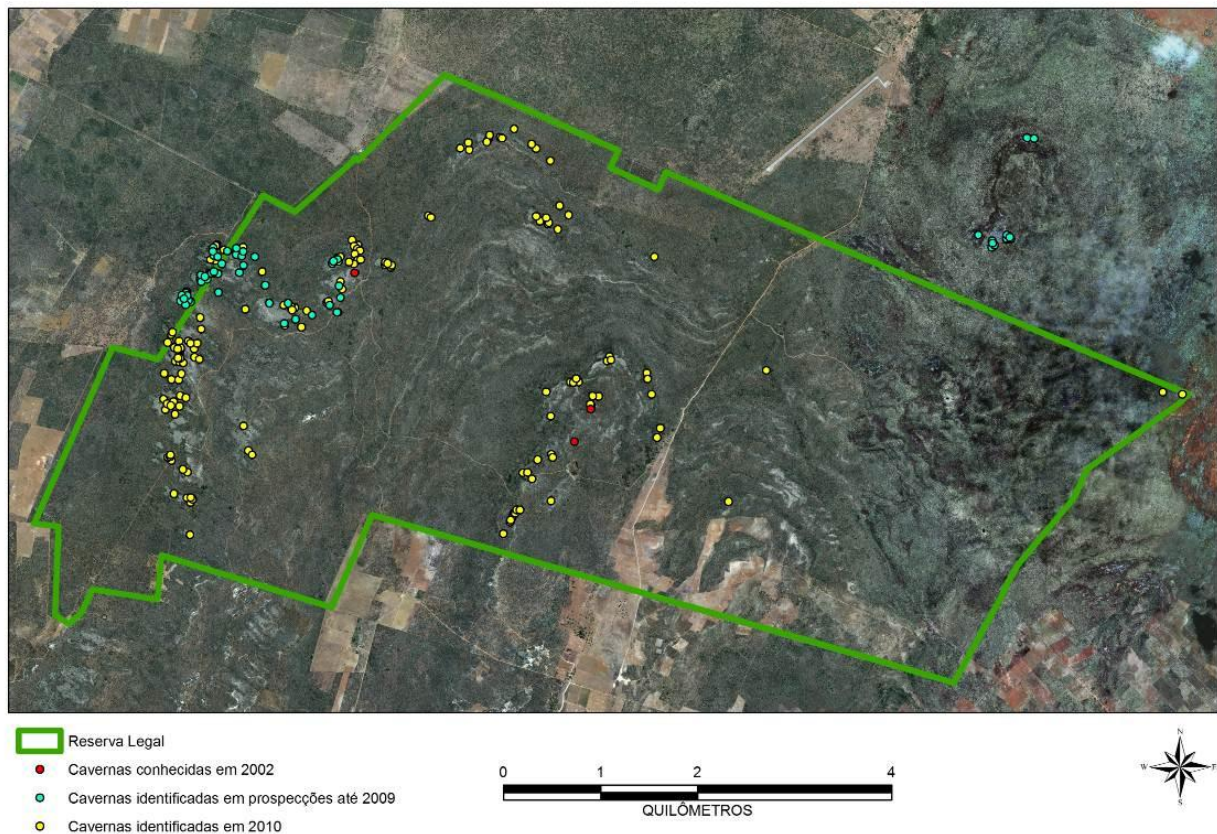 Reserva Legal
Cavernas conhecidas em 2002
Cavernas identificadas em prospecções até 2009
Cavernas identificadas em 2010
0 1 2 4
QUILÔMETROS
N
W E
S